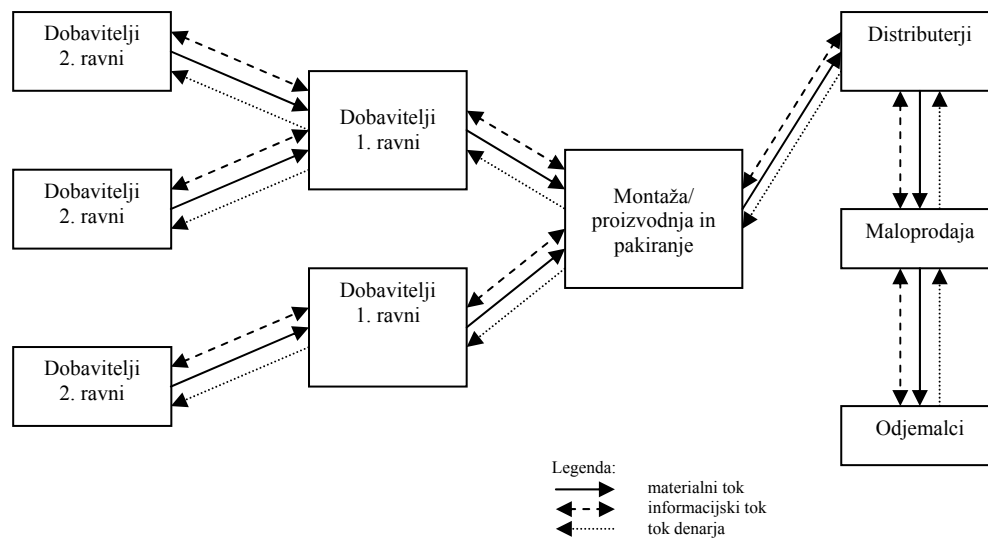 Dobavitelji
2. ravni
Dobavitelji
2. ravni
Dobavitelji
2. ravni
Dobavitelji
1. ravni
Dobavitelji
1. ravni
Montaža/
proizvodnja in
pakiranje
Distributerji
Maloprodaja
Odjemalci
Legenda:
materialni tok
informacijski tok
tok denarja